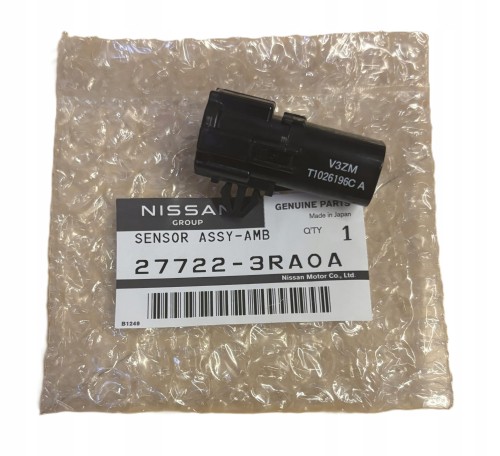 V3ZM
T1026196C A
NISSAN
GROUP
GENUINE PARTS
Made in Japan
SENSOR ASSY-AMB
Q'TY 1
27722-3RA0A
Nissan Motor Co., Ltd.
B1249